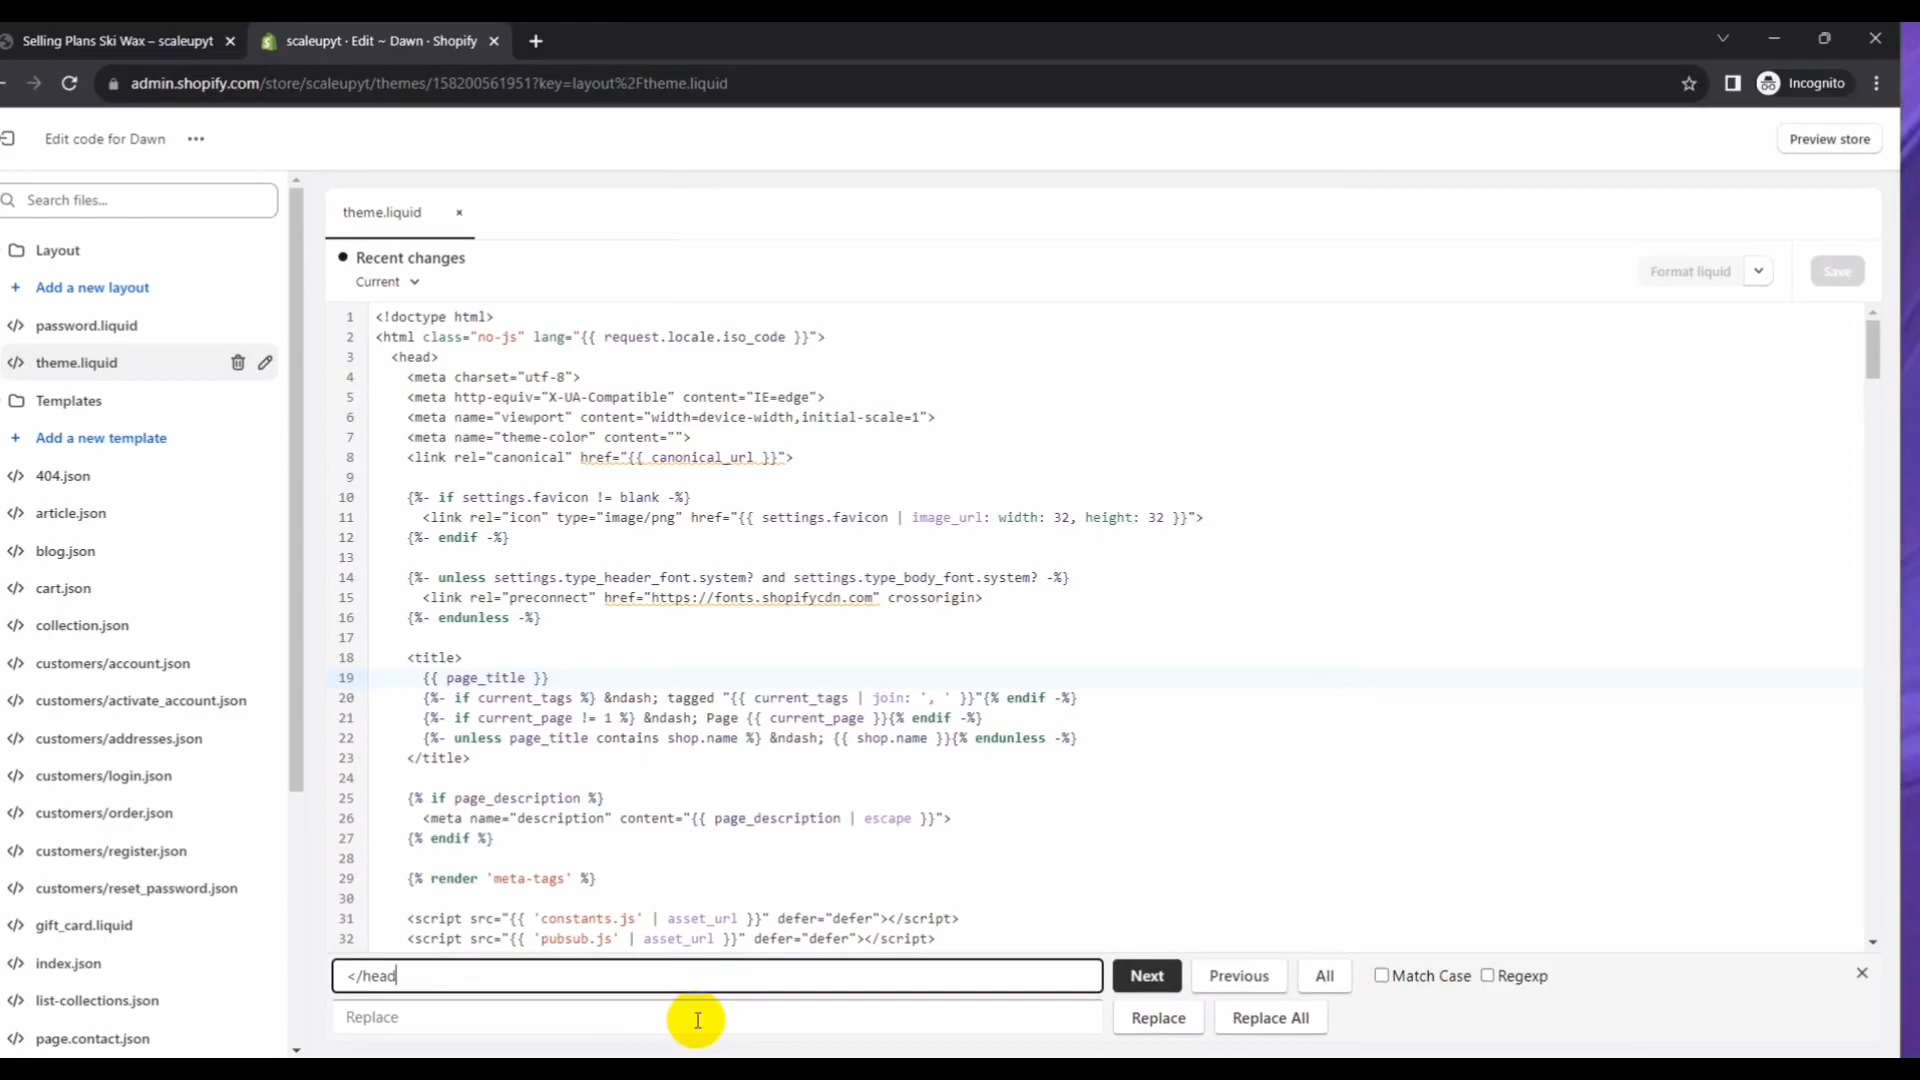 Selling Plans Ski Wax – scaleupyt
scaleupyt · Edit ~ Dawn · Shopify
admin.shopify.com/store/scaleupyt/themes/158200561951?key=layout%2Ftheme.liquid
Incognito
Edit code for Dawn
Preview store
Search files...
Layout
Add a new layout
password.liquid
theme.liquid
Templates
Add a new template
404.json
article.json
blog.json
cart.json
collection.json
customers/account.json
customers/activate_account.json
customers/addresses.json
customers/login.json
customers/order.json
customers/register.json
customers/reset_password.json
gift_card.liquid
index.json
list-collections.json
page.contact.json
theme.liquid
Recent changes
Current
Format liquid
Save
1 <!doctype html>
2 <html class="no-js" lang="{{ request.locale.iso_code }}">
3 <head>
4 <meta charset="utf-8">
5 <meta http-equiv="X-UA-Compatible" content="IE=edge">
6 <meta name="viewport" content="width=device-width,initial-scale=1">
7 <meta name="theme-color" content="">
8 <link rel="canonical" href="{{ canonical_url }}">
9
10 {%- if settings.favicon != blank -%}
11 <link rel="icon" type="image/png" href="{{ settings.favicon | image_url: width: 32, height: 32 }}">
12 {%- endif -%}
13
14 {%- unless settings.type_header_font.system? and settings.type_body_font.system? -%}
15 <link rel="preconnect" href="https://fonts.shopifycdn.com" crossorigin>
16 {%- endunless -%}
17
18 <title>
19 {{ page_title }}
20 {%- if current_tags %} &ndash; tagged "{{ current_tags | join: ', ' }}"{% endif -%}
21 {%- if current_page != 1 %} &ndash; Page {{ current_page }}{% endif -%}
22 {%- unless page_title contains shop.name %} &ndash; {{ shop.name }}{% endunless -%}
23 </title>
24
25 {% if page_description %}
26 <meta name="description" content="{{ page_description | escape }}">
27 {% endif %}
28
29 {% render 'meta-tags' %}
30
31 <script src="{{ 'constants.js' | asset_url }}" defer="defer"></script>
32 <script src="{{ 'pubsub.js' | asset_url }}" defer="defer"></script>
</head
Next
Previous
All
Match Case
Regexp
Replace
Replace
Replace All